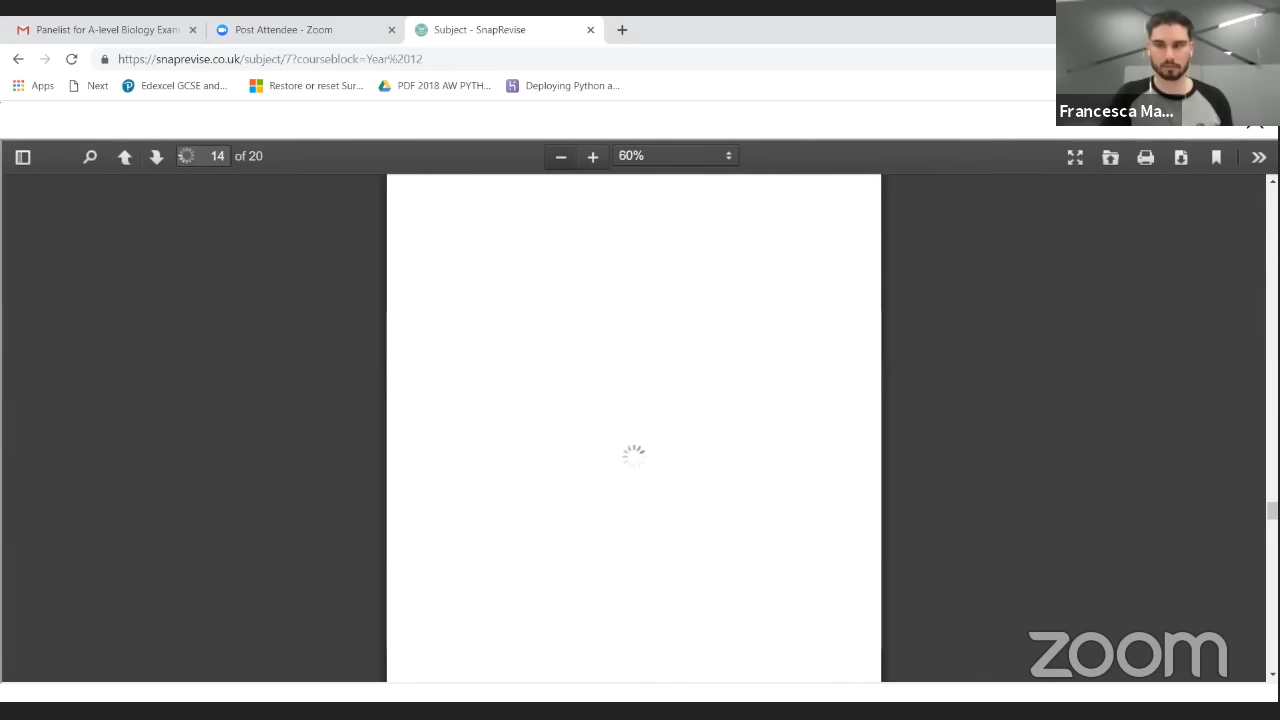 Panelist for A-level Biology Exam
Post Attendee - Zoom
Subject - SnapRevise
https://snaprevise.co.uk/subject/7?courseblock=Year%2012
Apps
Next
Edexcel GCSE and...
Restore or reset Sur...
PDF 2018 AW PYTH...
Deploying Python a...
Francesca Ma...
14 of 20
60%
zoom